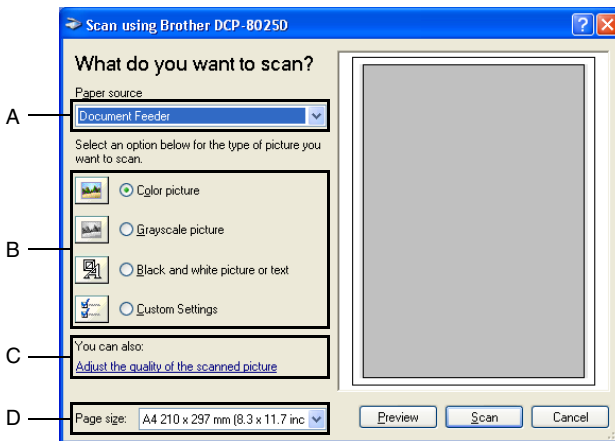 Scan using Brother DCP-8025D
What do you want to scan?
Paper source
A
Document Feeder
Select an option below for the type of picture you
want to scan.
Color picture
Grayscale picture
B
Black and white picture or text
Custom Settings
You can also:
C
Adjust the quality of the scanned picture
D
Page size: A4 210 x 297 mm (8.3 x 11.7 inc
Preview Scan Cancel